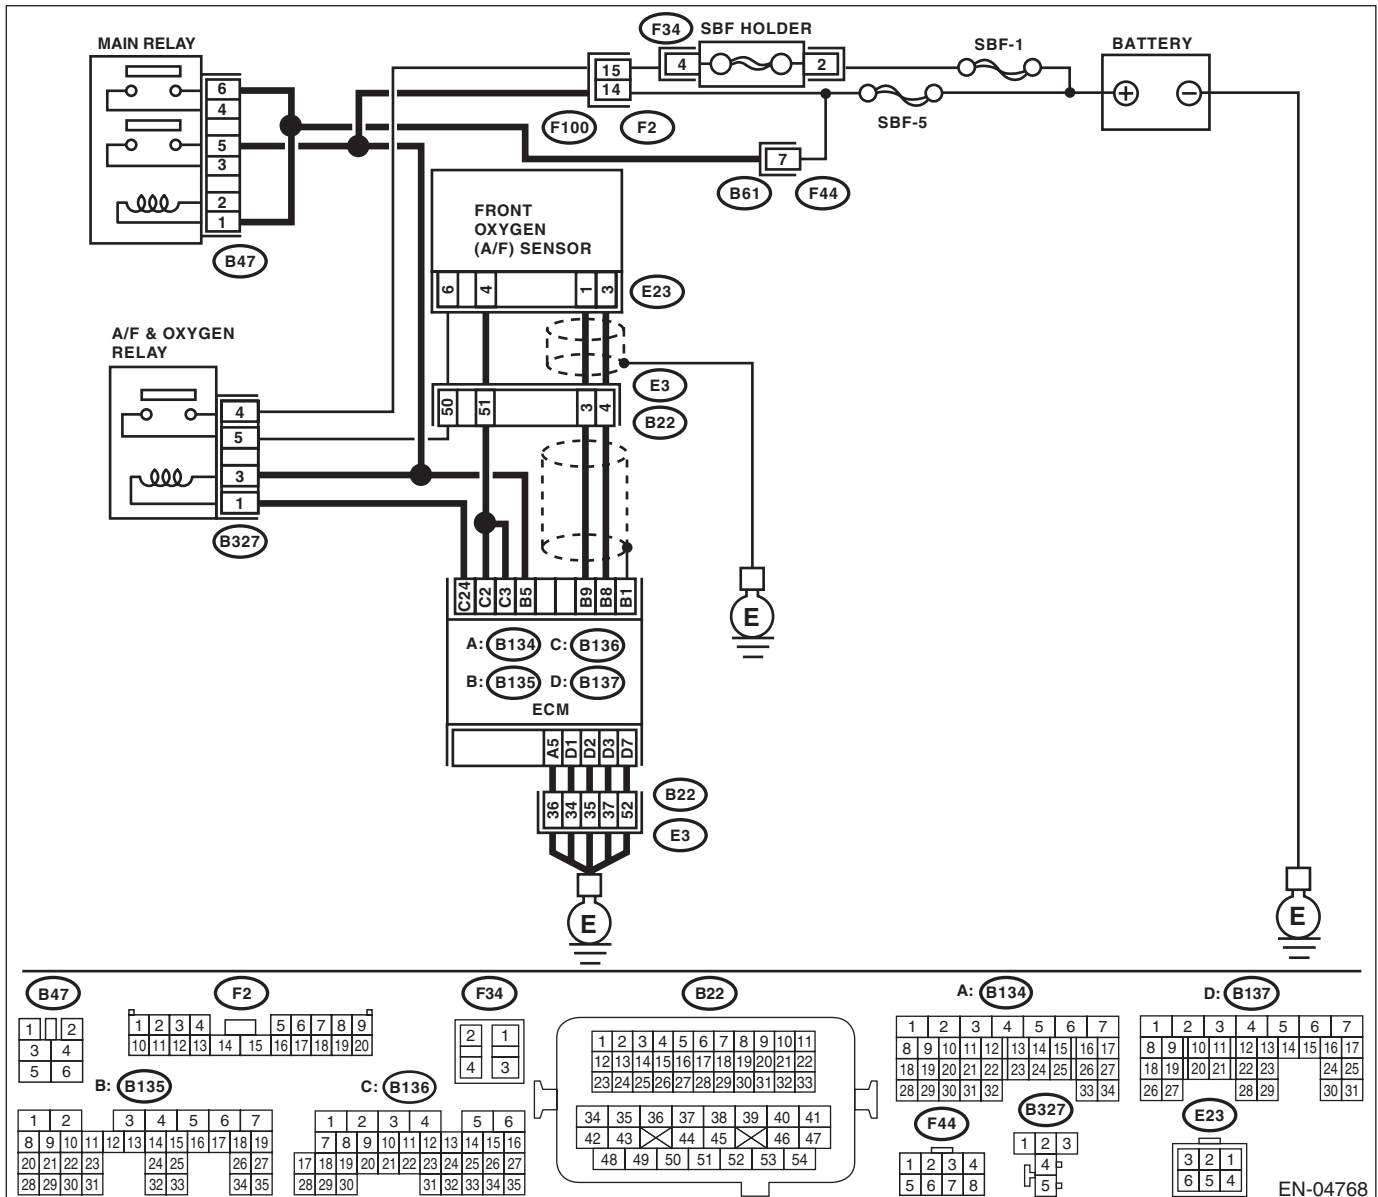 F34 SBF HOLDER
MAIN RELAY
SBF-1
BATTERY
4 2
15
14
6
4
5
3
2
1
F100 F2
SBF-5
7
B61 F44
B47
FRONT
OXYGEN
(A/F) SENSOR
6 4 1 3
E23
A/F & OXYGEN
RELAY
E3
50 51 3 4
B22
4
5
3
1
B327
C24 C2 C3 B5 B9 B8 B1
E
A: B134 C: B136
B: B135 D: B137
ECM
A5 D1 D2 D3 D7
B22
36 34 35 37 52
E3
E
E
B47
1 2
3 4
5 6
F2
1 2 3 4 5 6 7 8 9
10 11 12 13 14 15 16 17 18 19 20
F34
2 1
4 3
B22
1 2 3 4 5 6 7 8 9 10 11
12 13 14 15 16 17 18 19 20 21 22
23 24 25 26 27 28 29 30 31 32 33
34 35 36 37 38 39 40 41
42 43 44 45 46 47
48 49 50 51 52 53 54
A: B134
1 2 3 4 5 6 7
8 9 10 11 12 13 14 15 16 17
18 19 20 21 22 23 24 25 26 27
28 29 30 31 32 33 34
D: B137
1 2 3 4 5 6 7
8 9 10 11 12 13 14 15 16 17
18 19 20 21 22 23 24 25
26 27 28 29 30 31
B: B135
1 2 3 4 5 6 7
8 9 10 11 12 13 14 15 16 17 18 19
20 21 22 23 24 25 26 27
28 29 30 31 32 33 34 35
C: B136
1 2 3 4 5 6
7 8 9 10 11 12 13 14 15 16
17 18 19 20 21 22 23 24 25 26 27
28 29 30 31 32 33 34 35
F44
1 2 3 4
5 6 7 8
B327
1 2 3
4
5
E23
3 2 1
6 5 4
EN-04768